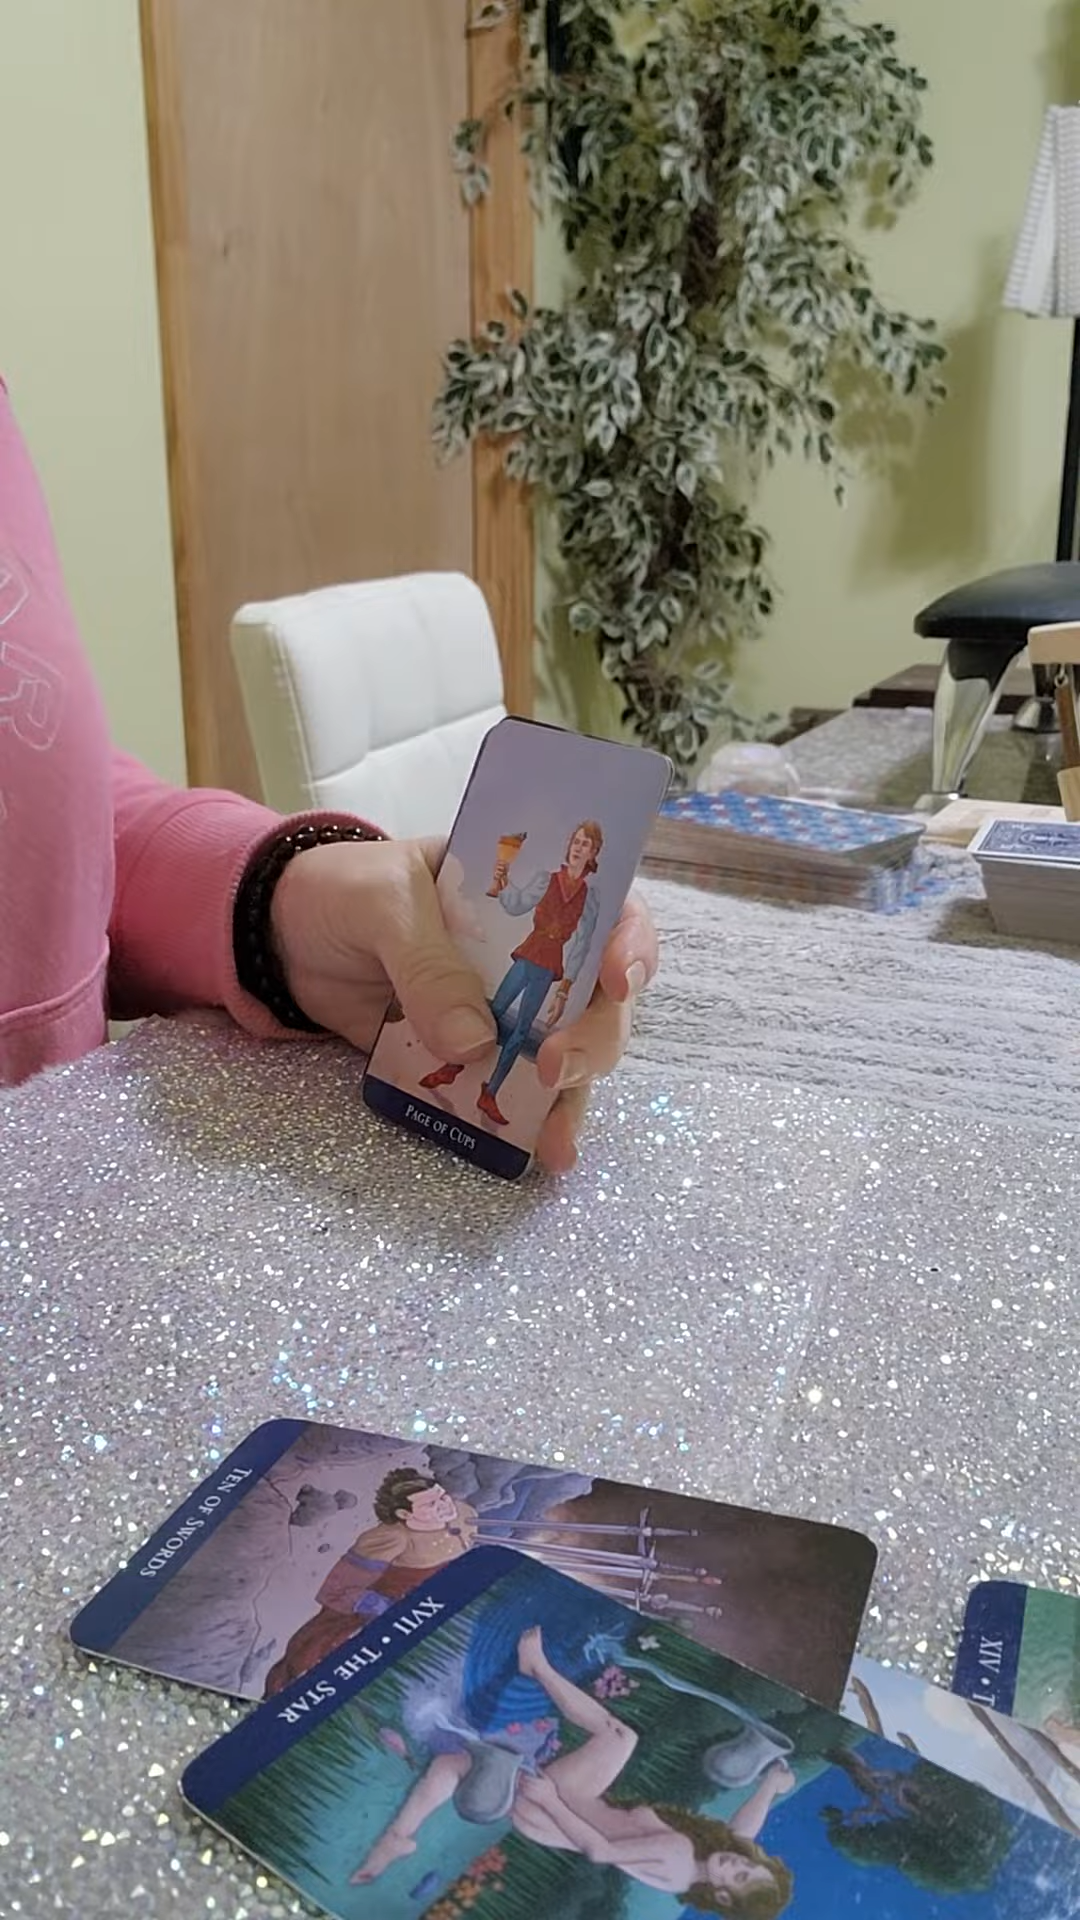 PAGE OF CUPS
TEN OF SWORDS
XVII • THE STAR
XIV • T